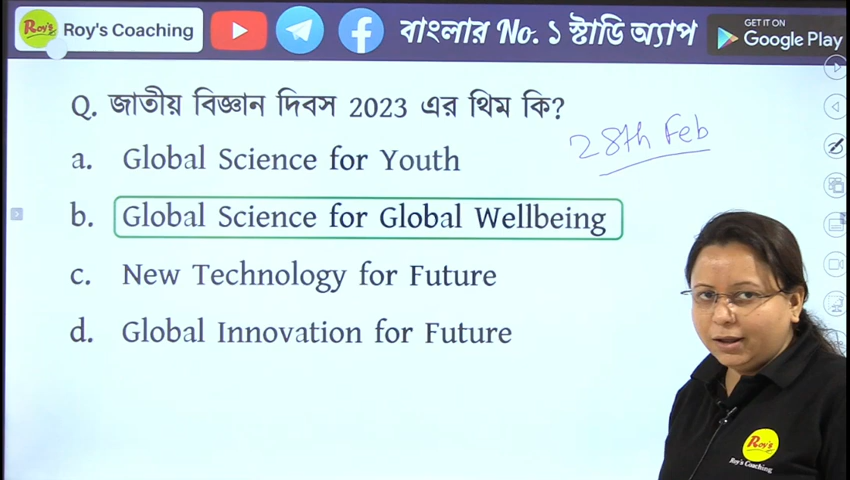 Roy's Roy's Coaching বাংলার No. ১ স্টাডি অ্যাপ GET IT ON
Google Play
Q. জাতীয় বিজ্ঞান দিবস 2023 এর থিম কি?
28th Feb
a. Global Science for Youth
b. Global Science for Global Wellbeing
c. New Technology for Future
d. Global Innovation for Future
Roy's
Roy's Coaching